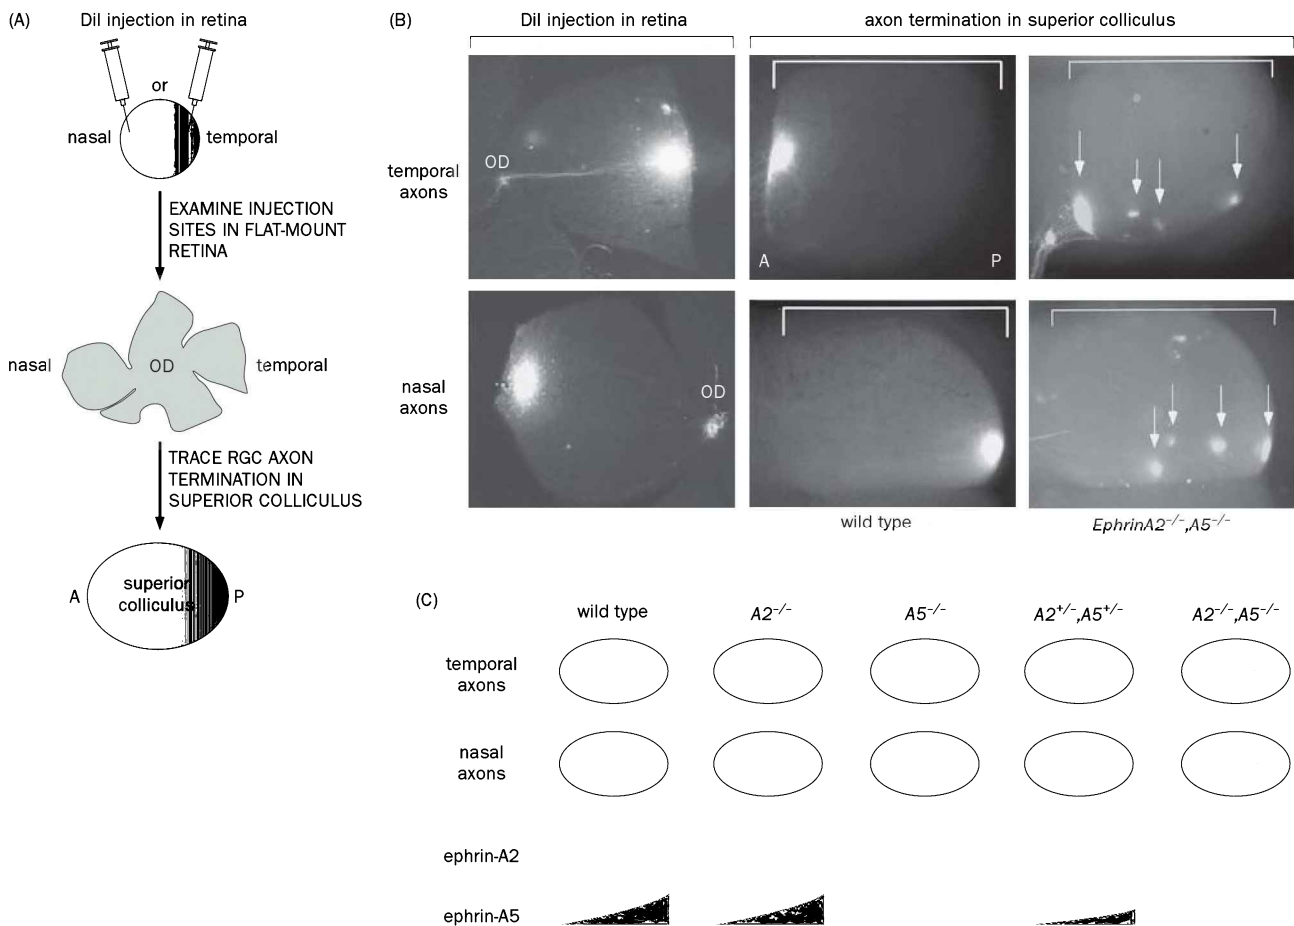 (A)
DiI injection in retina
or
nasal
temporal
EXAMINE INJECTION
SITES IN FLAT-MOUNT
RETINA
nasal
OD
temporal
TRACE RGC AXON
TERMINATION IN
SUPERIOR COLLICULUS
A
superior
colliculus
P
(B)
DiI injection in retina
axon termination in superior colliculus
temporal
axons
OD
A
P
nasal
axons
OD
wild type
EphrinA2⁻/⁻,A5⁻/⁻
(C)
wild type
A2⁻/⁻
A5⁻/⁻
A2⁺/⁻,A5⁺/⁻
A2⁻/⁻,A5⁻/⁻
temporal
axons
nasal
axons
ephrin-A2
ephrin-A5